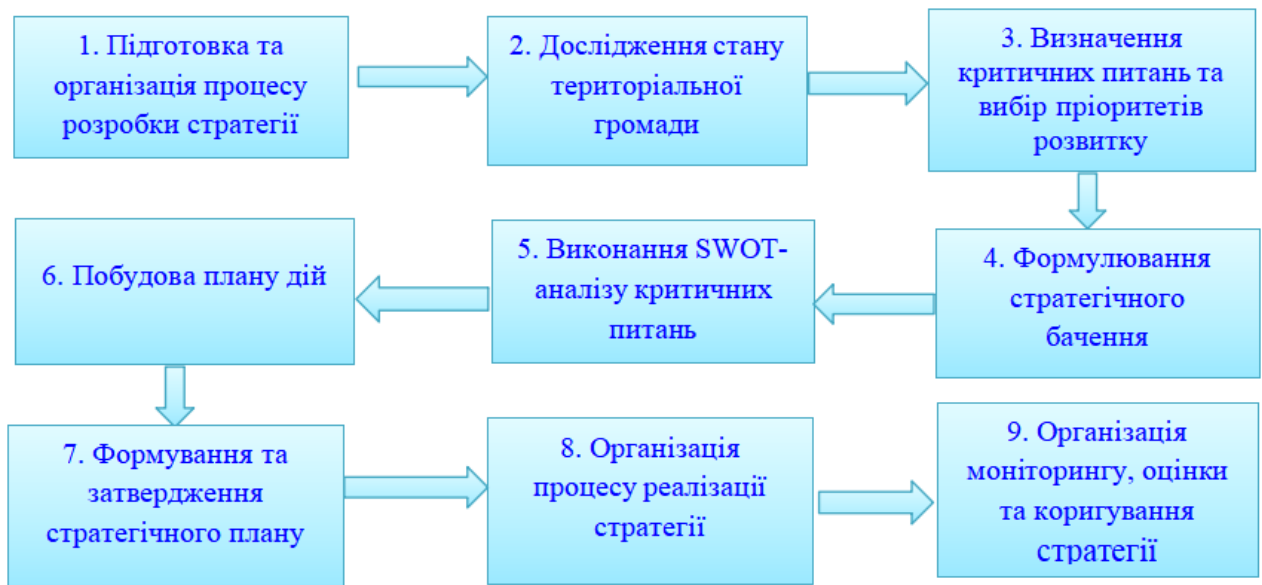 1. Підготовка та
організація процесу
розробки стратегії
2. Дослідження стану
територіальної
громади
3. Визначення
критичних питань та
вибір пріоритетів
розвитку
4. Формулювання
стратегічного
бачення
5. Виконання SWOT-
аналізу критичних
питань
6. Побудова плану дій
7. Формування та
затвердження
стратегічного плану
8. Організація
процесу реалізації
стратегії
9. Організація
моніторингу, оцінки
та коригування
стратегії